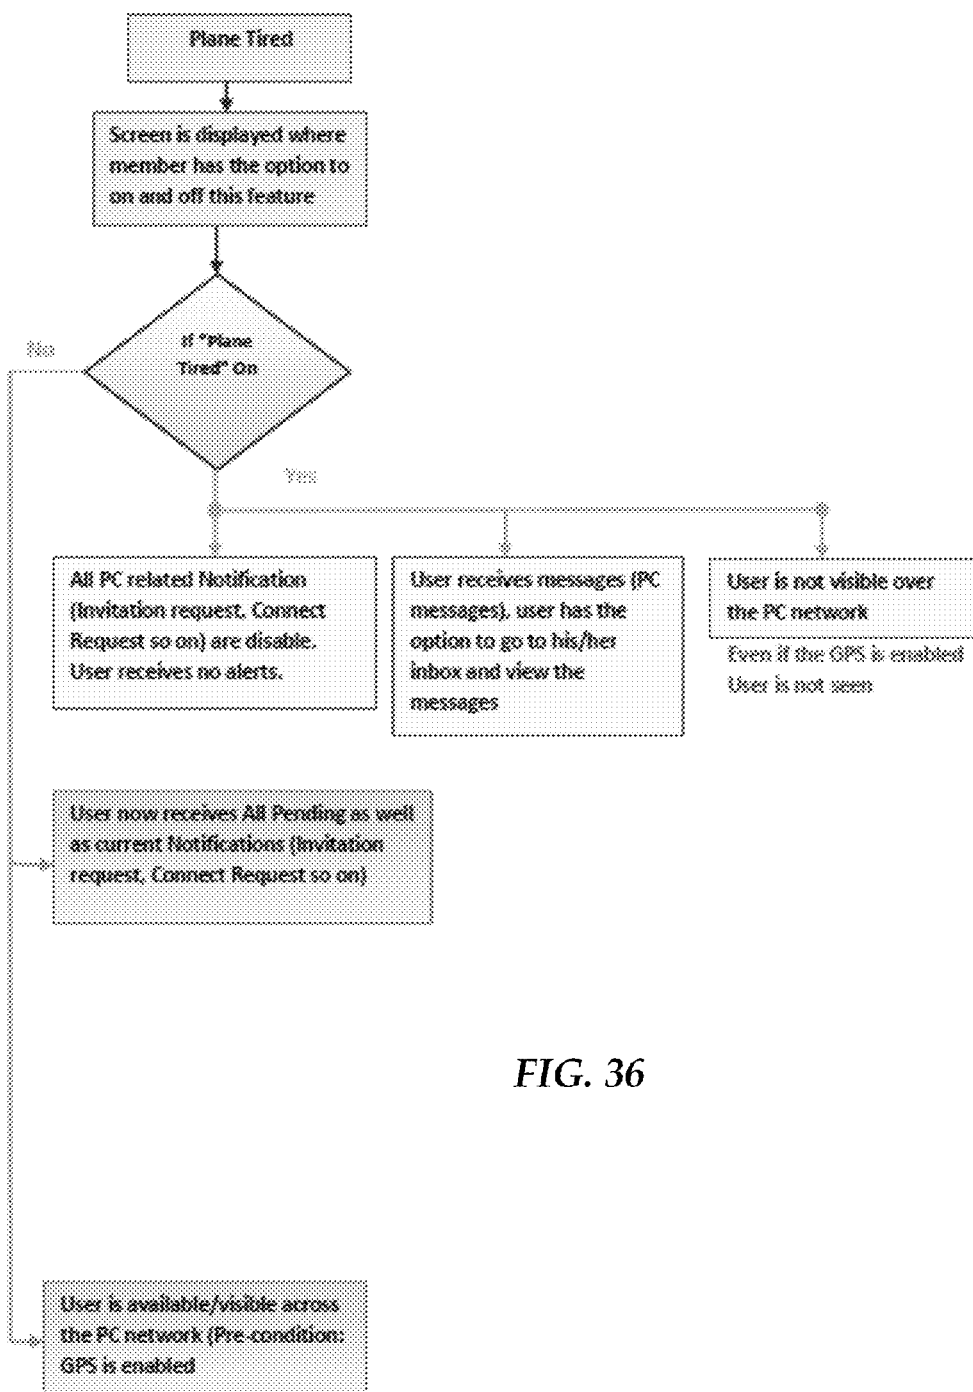 Plane Tired
Screen is displayed where
member has the option to
on and off this feature
If "Plane
Tired" On
No
Yes
All PC related Notification
(Invitation request, Connect
Request so on) are disable.
User receives no alerts.
User receives messages (PC
messages), user has the
option to go to his/her
inbox and view the
messages
User is not visible over
the PC network
Even if the GPS is enabled
User is not seen
User now receives All Pending as well
as current Notifications (Invitation
request, Connect Request so on)
FIG. 36
User is available/visible across
the PC network (Pre-condition:
GPS is enabled